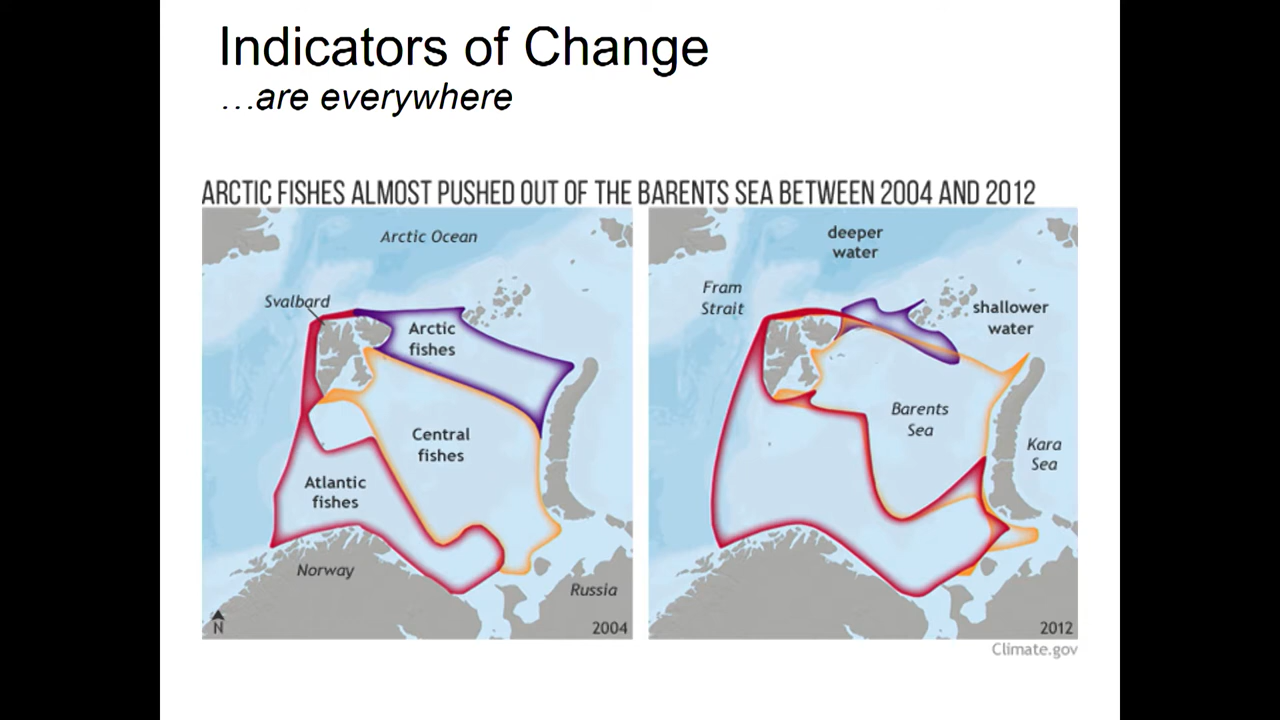 Indicators of Change
…are everywhere
ARCTIC FISHES ALMOST PUSHED OUT OF THE BARENTS SEA BETWEEN 2004 AND 2012
Arctic Ocean
Svalbard
Arctic
fishes
Central
fishes
Atlantic
fishes
Norway
Russia
N
2004
deeper
water
Fram
Strait
shallower
water
Barents
Sea
Kara
Sea
2012
Climate.gov